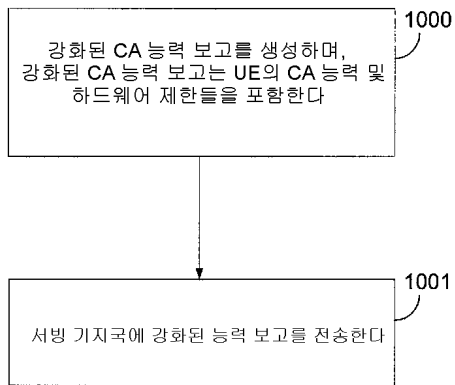 1000
강화된 CA 능력 보고를 생성하며,
강화된 CA 능력 보고는 UE의 CA 능력 및
하드웨어 제한들을 포함한다
1001
서빙 기지국에 강화된 능력 보고를 전송한다